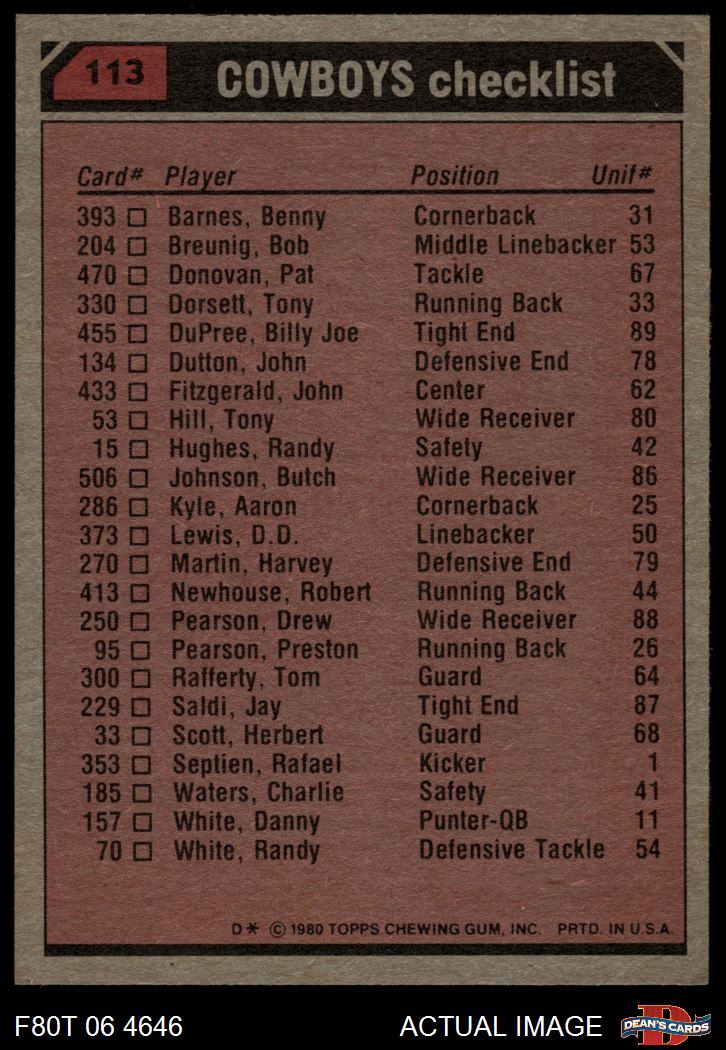 113 COWBOYS checklist
Card# Player Position Unif#
393 □ Barnes, Benny Cornerback 31
204 □ Breunig, Bob Middle Linebacker 53
470 □ Donovan, Pat Tackle 67
330 □ Dorsett, Tony Running Back 33
455 □ DuPree, Billy Joe Tight End 89
134 □ Dutton, John Defensive End 78
433 □ Fitzgerald, John Center 62
53 □ Hill, Tony Wide Receiver 80
15 □ Hughes, Randy Safety 42
506 □ Johnson, Butch Wide Receiver 86
286 □ Kyle, Aaron Cornerback 25
373 □ Lewis, D.D. Linebacker 50
270 □ Martin, Harvey Defensive End 79
413 □ Newhouse, Robert Running Back 44
250 □ Pearson, Drew Wide Receiver 88
95 □ Pearson, Preston Running Back 26
300 □ Rafferty, Tom Guard 64
229 □ Saldi, Jay Tight End 87
33 □ Scott, Herbert Guard 68
353 □ Septien, Rafael Kicker 1
185 □ Waters, Charlie Safety 41
157 □ White, Danny Punter-QB 11
70 □ White, Randy Defensive Tackle 54
D* © 1980 TOPPS CHEWING GUM, INC. PRTD. IN U.S.A.
F80T 06 4646 ACTUAL IMAGE DEAN'S CARDS